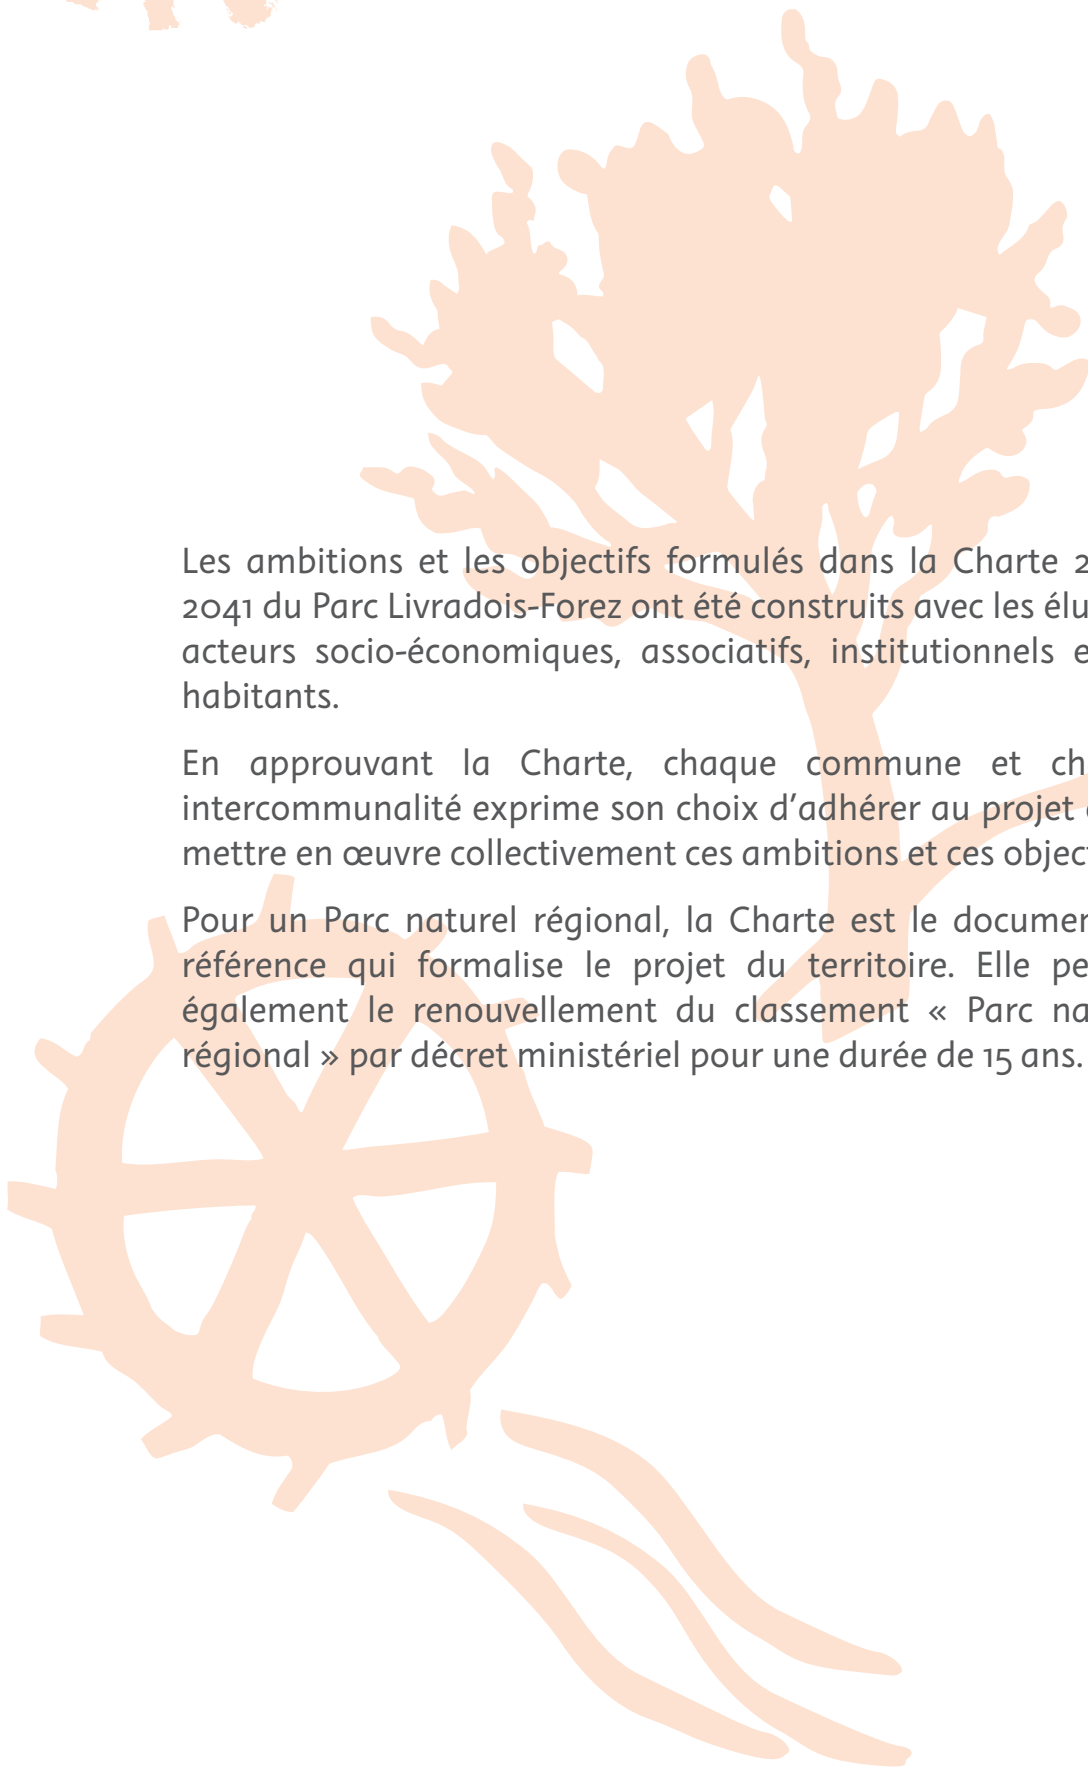 Les ambitions et les objectifs formulés dans la Charte 2
2041 du Parc Livradois-Forez ont été construits avec les élu
acteurs socio-économiques, associatifs, institutionnels e
habitants.
En approuvant la Charte, chaque commune et ch
intercommunalité exprime son choix d'adhérer au projet
mettre en œuvre collectivement ces ambitions et ces object
Pour un Parc naturel régional, la Charte est le documen
référence qui formalise le projet du territoire. Elle pe
également le renouvellement du classement « Parc na
régional » par décret ministériel pour une durée de 15 ans.